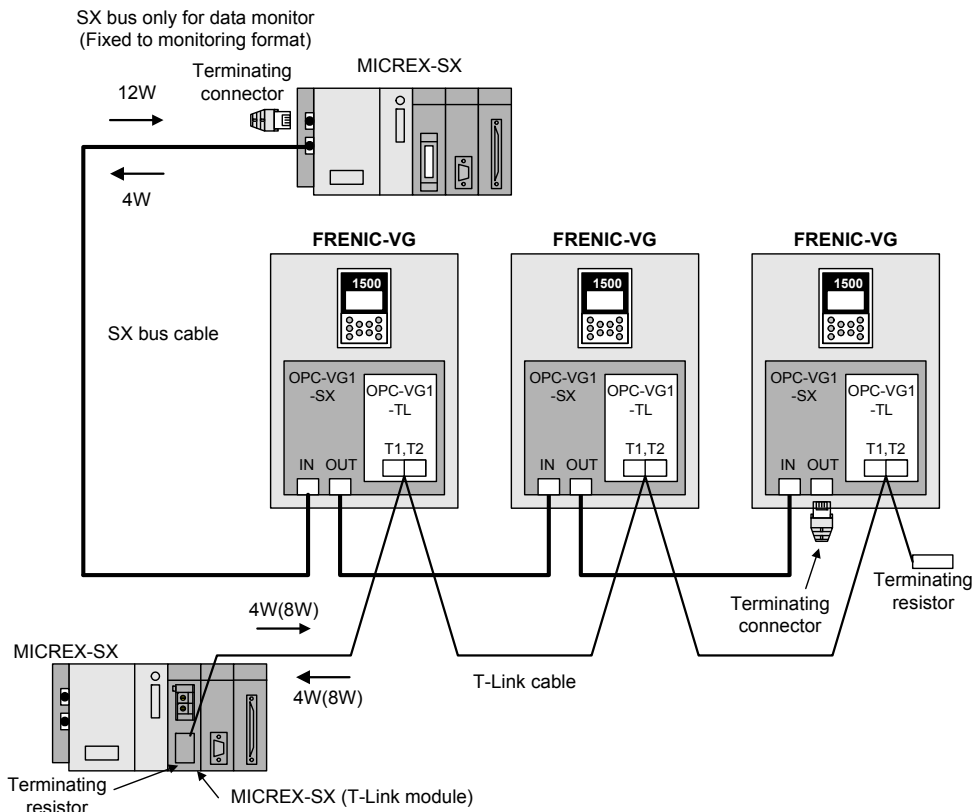 SX bus only for data monitor
(Fixed to monitoring format)
Terminating
connector
MICREX-SX
12W
4W
FRENIC-VG
FRENIC-VG
FRENIC-VG
1500
1500
1500
SX bus cable
OPC-VG1
-SX
OPC-VG1
-TL
T1,T2
IN OUT
OPC-VG1
-SX
OPC-VG1
-TL
T1,T2
IN OUT
OPC-VG1
-SX
OPC-VG1
-TL
T1,T2
IN OUT
Terminating
connector
Terminating
resistor
4W(8W)
4W(8W)
T-Link cable
MICREX-SX
Terminating
resistor
MICREX-SX (T-Link module)